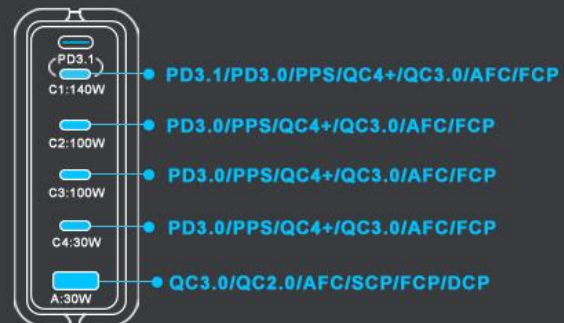 PD3.1
PD3.1/PD3.0/PPS/QC4+/QC3.0/AFC/FCP
C1:140W
PD3.0/PPS/QC4+/QC3.0/AFC/FCP
C2:100W
PD3.0/PPS/QC4+/QC3.0/AFC/FCP
C3:100W
PD3.0/PPS/QC4+/QC3.0/AFC/FCP
C4:30W
QC3.0/QC2.0/AFC/SCP/FCP/DCP
A:30W